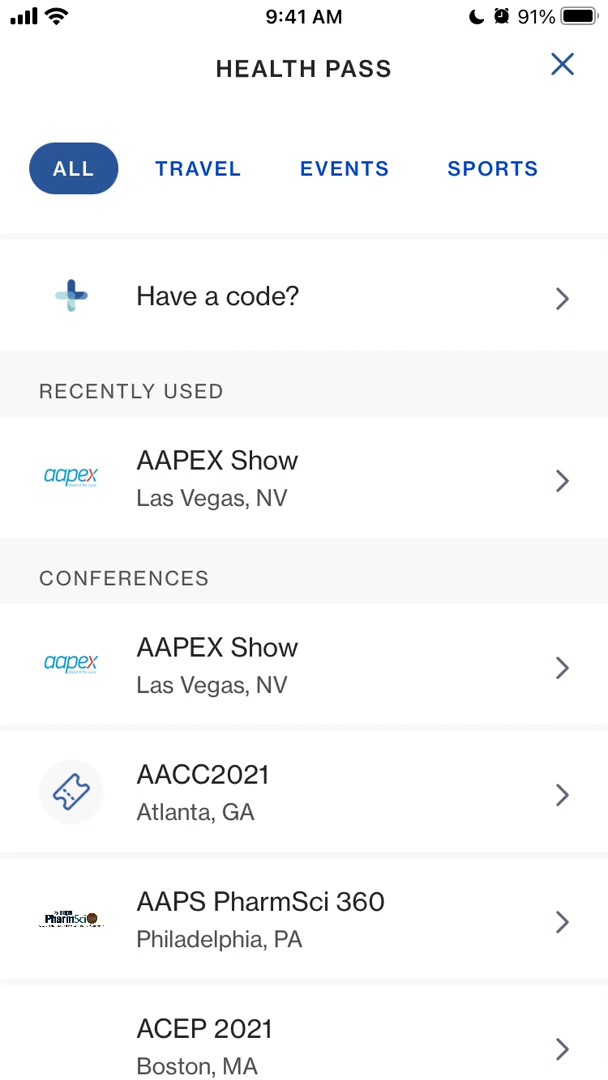 9:41 AM
91%
HEALTH PASS
ALL
TRAVEL
EVENTS
SPORTS
Have a code?
RECENTLY USED
aapex
AAPEX Show
Las Vegas, NV
CONFERENCES
aapex
AAPEX Show
Las Vegas, NV
AACC2021
Atlanta, GA
PharmSci
AAPS PharmSci 360
Philadelphia, PA
ACEP 2021
Boston, MA